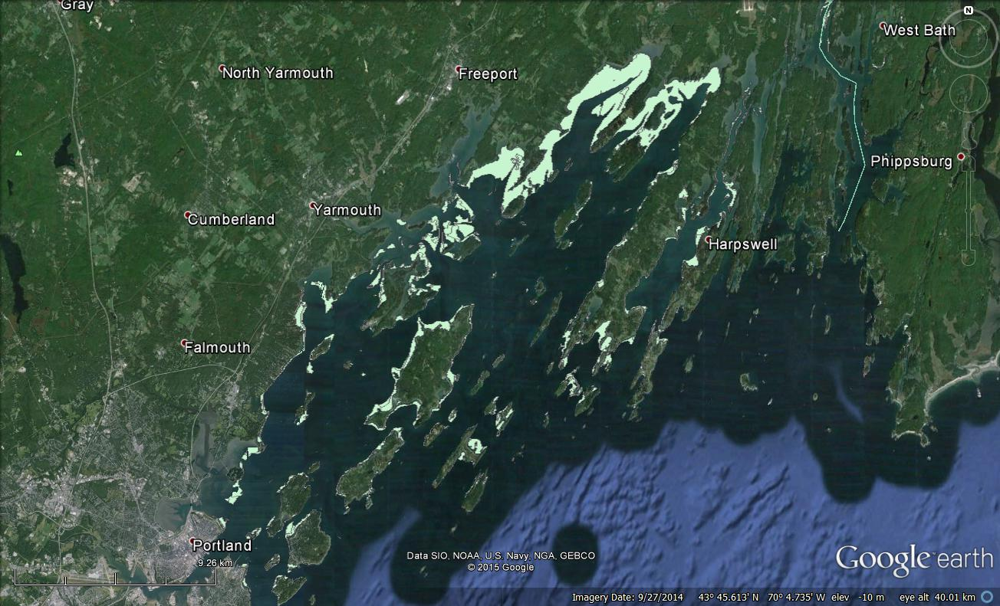 Gray
N
West Bath
North Yarmouth
Freeport
Phippsburg
Cumberland
Yarmouth
Harpswell
Falmouth
Portland
9.26 km
Data SIO, NOAA, U.S. Navy, NGA, GEBCO
© 2015 Google
Google earth
Imagery Date: 9/27/2014 43° 45.613' N 70° 4.735' W elev -10 m eye alt 40.01 km